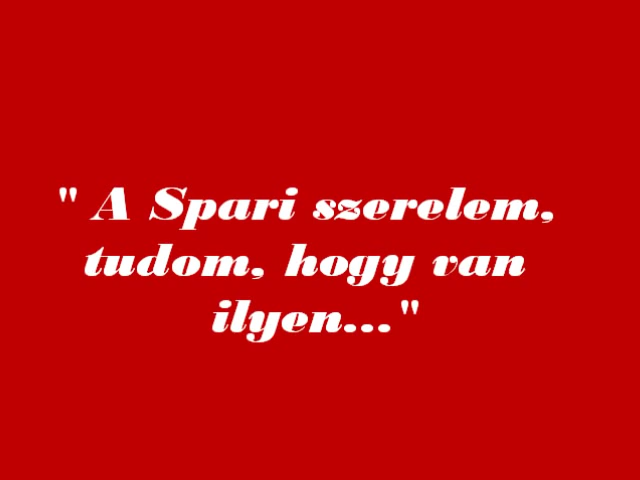 " A Spari szerelem,
tudom, hogy van
ilyen..."